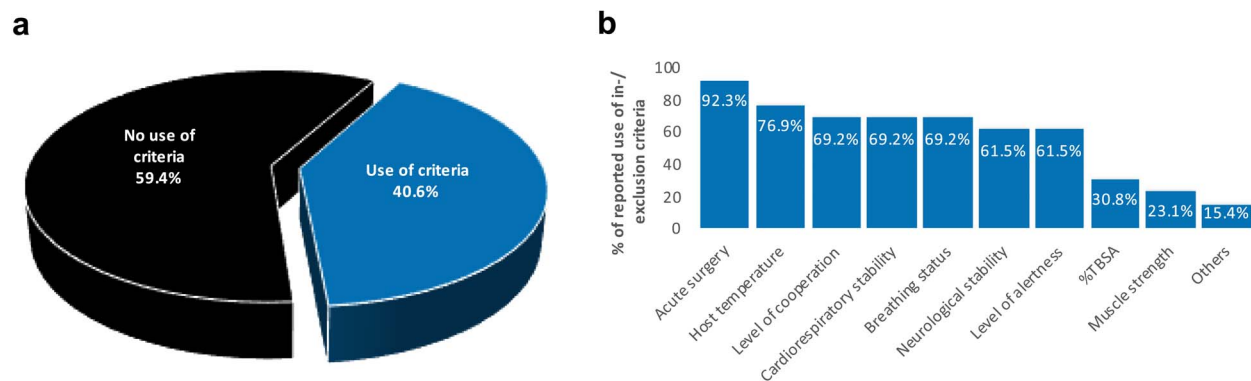 a
No use of
criteria
59.4%
Use of criteria
40.6%
b
% of reported use of in-/
exclusion criteria
100
80
60
40
20
0
92.3%
76.9%
69.2%
69.2%
69.2%
61.5%
61.5%
30.8%
23.1%
15.4%
Acute surgery
Host temperature
Level of cooperation
Cardiorespiratory stability
Breathing status
Neurological stability
Level of alertness
%TBSA
Muscle strength
Others